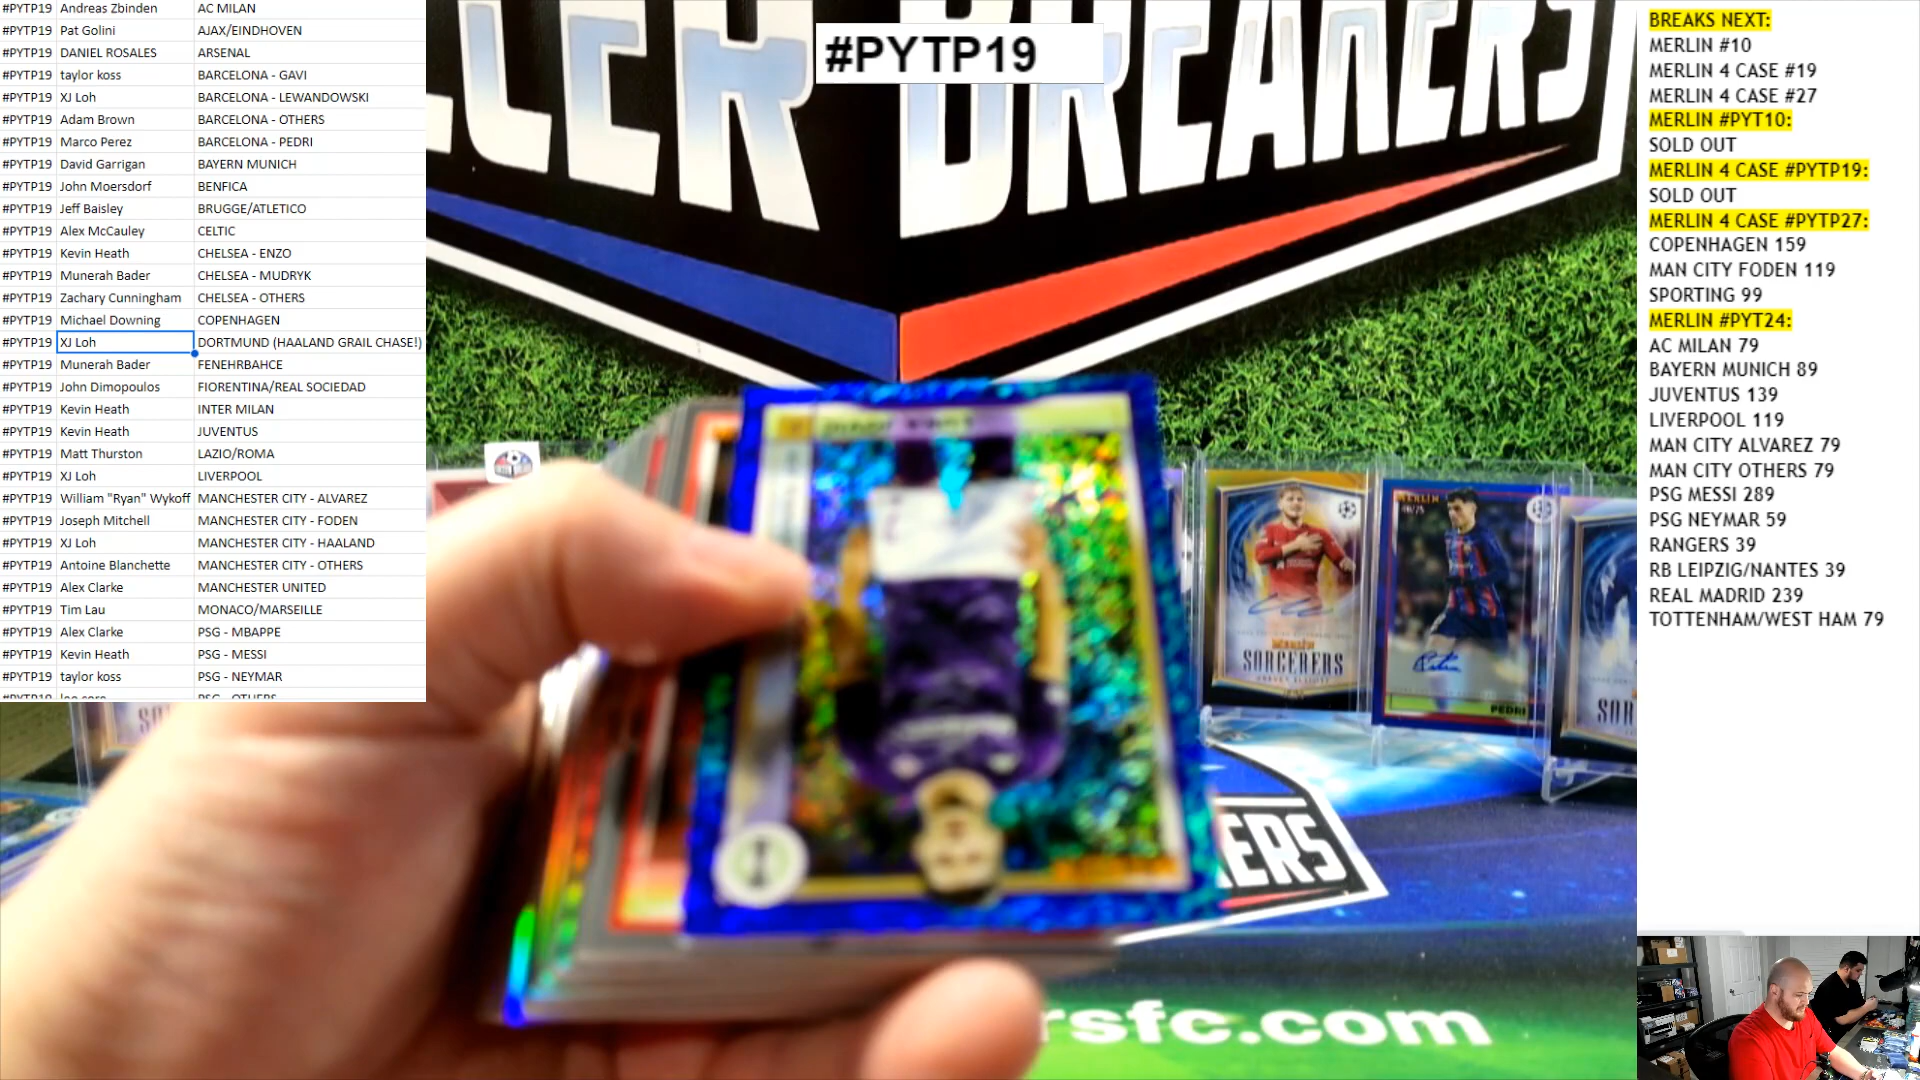 #PYTP19 Andreas Zbinden AC MILAN
#PYTP19 Pat Golini AJAX/EINDHOVEN
#PYTP19 DANIEL ROSALES ARSENAL
#PYTP19 taylor koss BARCELONA - GAVI
#PYTP19 XJ Loh BARCELONA - LEWANDOWSKI
#PYTP19 Adam Brown BARCELONA - OTHERS
#PYTP19 Marco Perez BARCELONA - PEDRI
#PYTP19 David Garrigan BAYERN MUNICH
#PYTP19 John Moersdorf BENFICA
#PYTP19 Jeff Baisley BRUGGE/ATLETICO
#PYTP19 Alex McCauley CELTIC
#PYTP19 Kevin Heath CHELSEA - ENZO
#PYTP19 Munerah Bader CHELSEA - MUDRYK
#PYTP19 Zachary Cunningham CHELSEA - OTHERS
#PYTP19 Michael Downing COPENHAGEN
#PYTP19 XJ Loh DORTMUND (HAALAND GRAIL CHASE!)
#PYTP19 Munerah Bader FENEHRBAHCE
#PYTP19 John Dimopoulos FIORENTINA/REAL SOCIEDAD
#PYTP19 Kevin Heath INTER MILAN
#PYTP19 Kevin Heath JUVENTUS
#PYTP19 Matt Thurston LAZIO/ROMA
#PYTP19 XJ Loh LIVERPOOL
#PYTP19 William "Ryan" Wykoff MANCHESTER CITY - ALVAREZ
#PYTP19 Joseph Mitchell MANCHESTER CITY - FODEN
#PYTP19 XJ Loh MANCHESTER CITY - HAALAND
#PYTP19 Antoine Blanchette MANCHESTER CITY - OTHERS
#PYTP19 Alex Clarke MANCHESTER UNITED
#PYTP19 Tim Lau MONACO/MARSEILLE
#PYTP19 Alex Clarke PSG - MBAPPE
#PYTP19 Kevin Heath PSG - MESSI
#PYTP19 taylor koss PSG - NEYMAR
#PYTP19
BREAKERS
MERLIN
SORCERERS
MERLIN
PEDRI
ERS
rsfc.com
BREAKS NEXT:
MERLIN #10
MERLIN 4 CASE #19
MERLIN 4 CASE #27
MERLIN #PYT10:
SOLD OUT
MERLIN 4 CASE #PYTP19:
SOLD OUT
MERLIN 4 CASE #PYTP27:
COPENHAGEN 159
MAN CITY FODEN 119
SPORTING 99
MERLIN #PYT24:
AC MILAN 79
BAYERN MUNICH 89
JUVENTUS 139
LIVERPOOL 119
MAN CITY ALVAREZ 79
MAN CITY OTHERS 79
PSG MESSI 289
PSG NEYMAR 59
RANGERS 39
RB LEIPZIG/NANTES 39
REAL MADRID 239
TOTTENHAM/WEST HAM 79